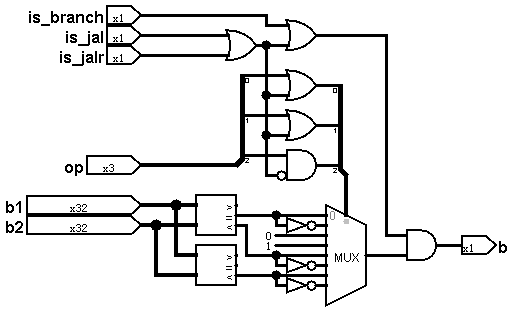 is_branch x1
is_jal x1
is_jalr x1
0
0
1
1
op x3
2
2
b1 x32
b2 x32
> = <
0
0
1
MUX
x1 b
> = <